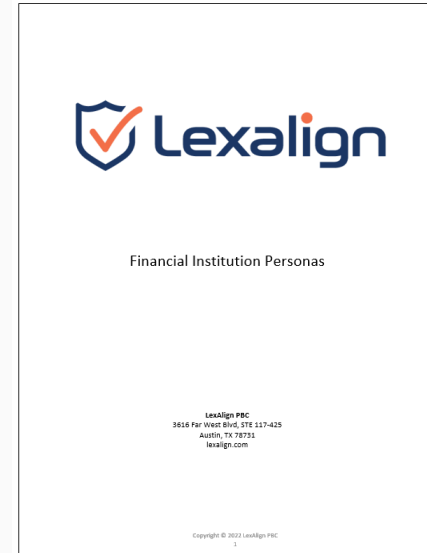 Lexalign
Financial Institution Personas
LexAlign PBC
3616 Far West Blvd, STE 117-425
Austin, TX 78731
lexalign.com
Copyright © 2022 LexAlign PBC
1